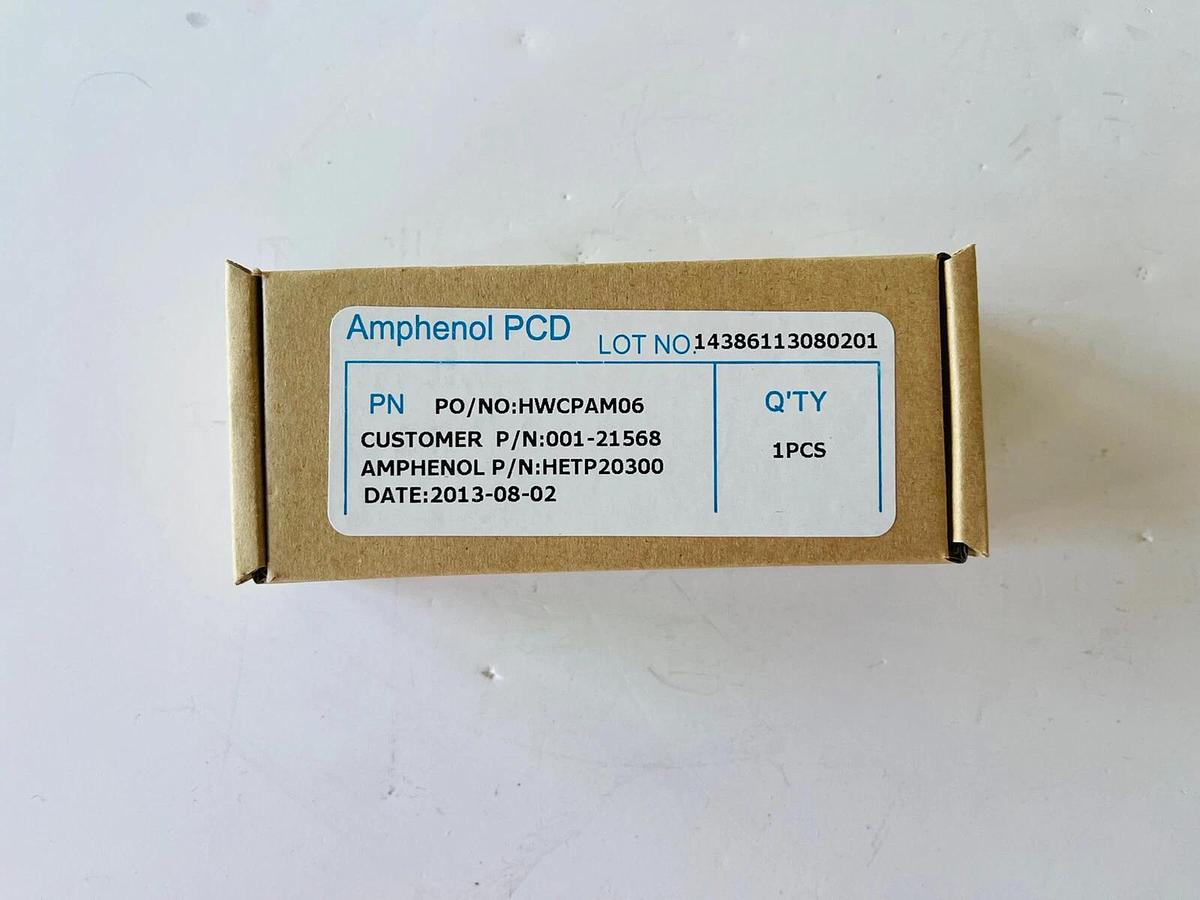 Amphenol PCD
LOT NO.14386113080201
PN PO/NO:HWCPAM06
Q'TY
CUSTOMER P/N:001-21568
1PCS
AMPHENOL P/N:HETP20300
DATE:2013-08-02